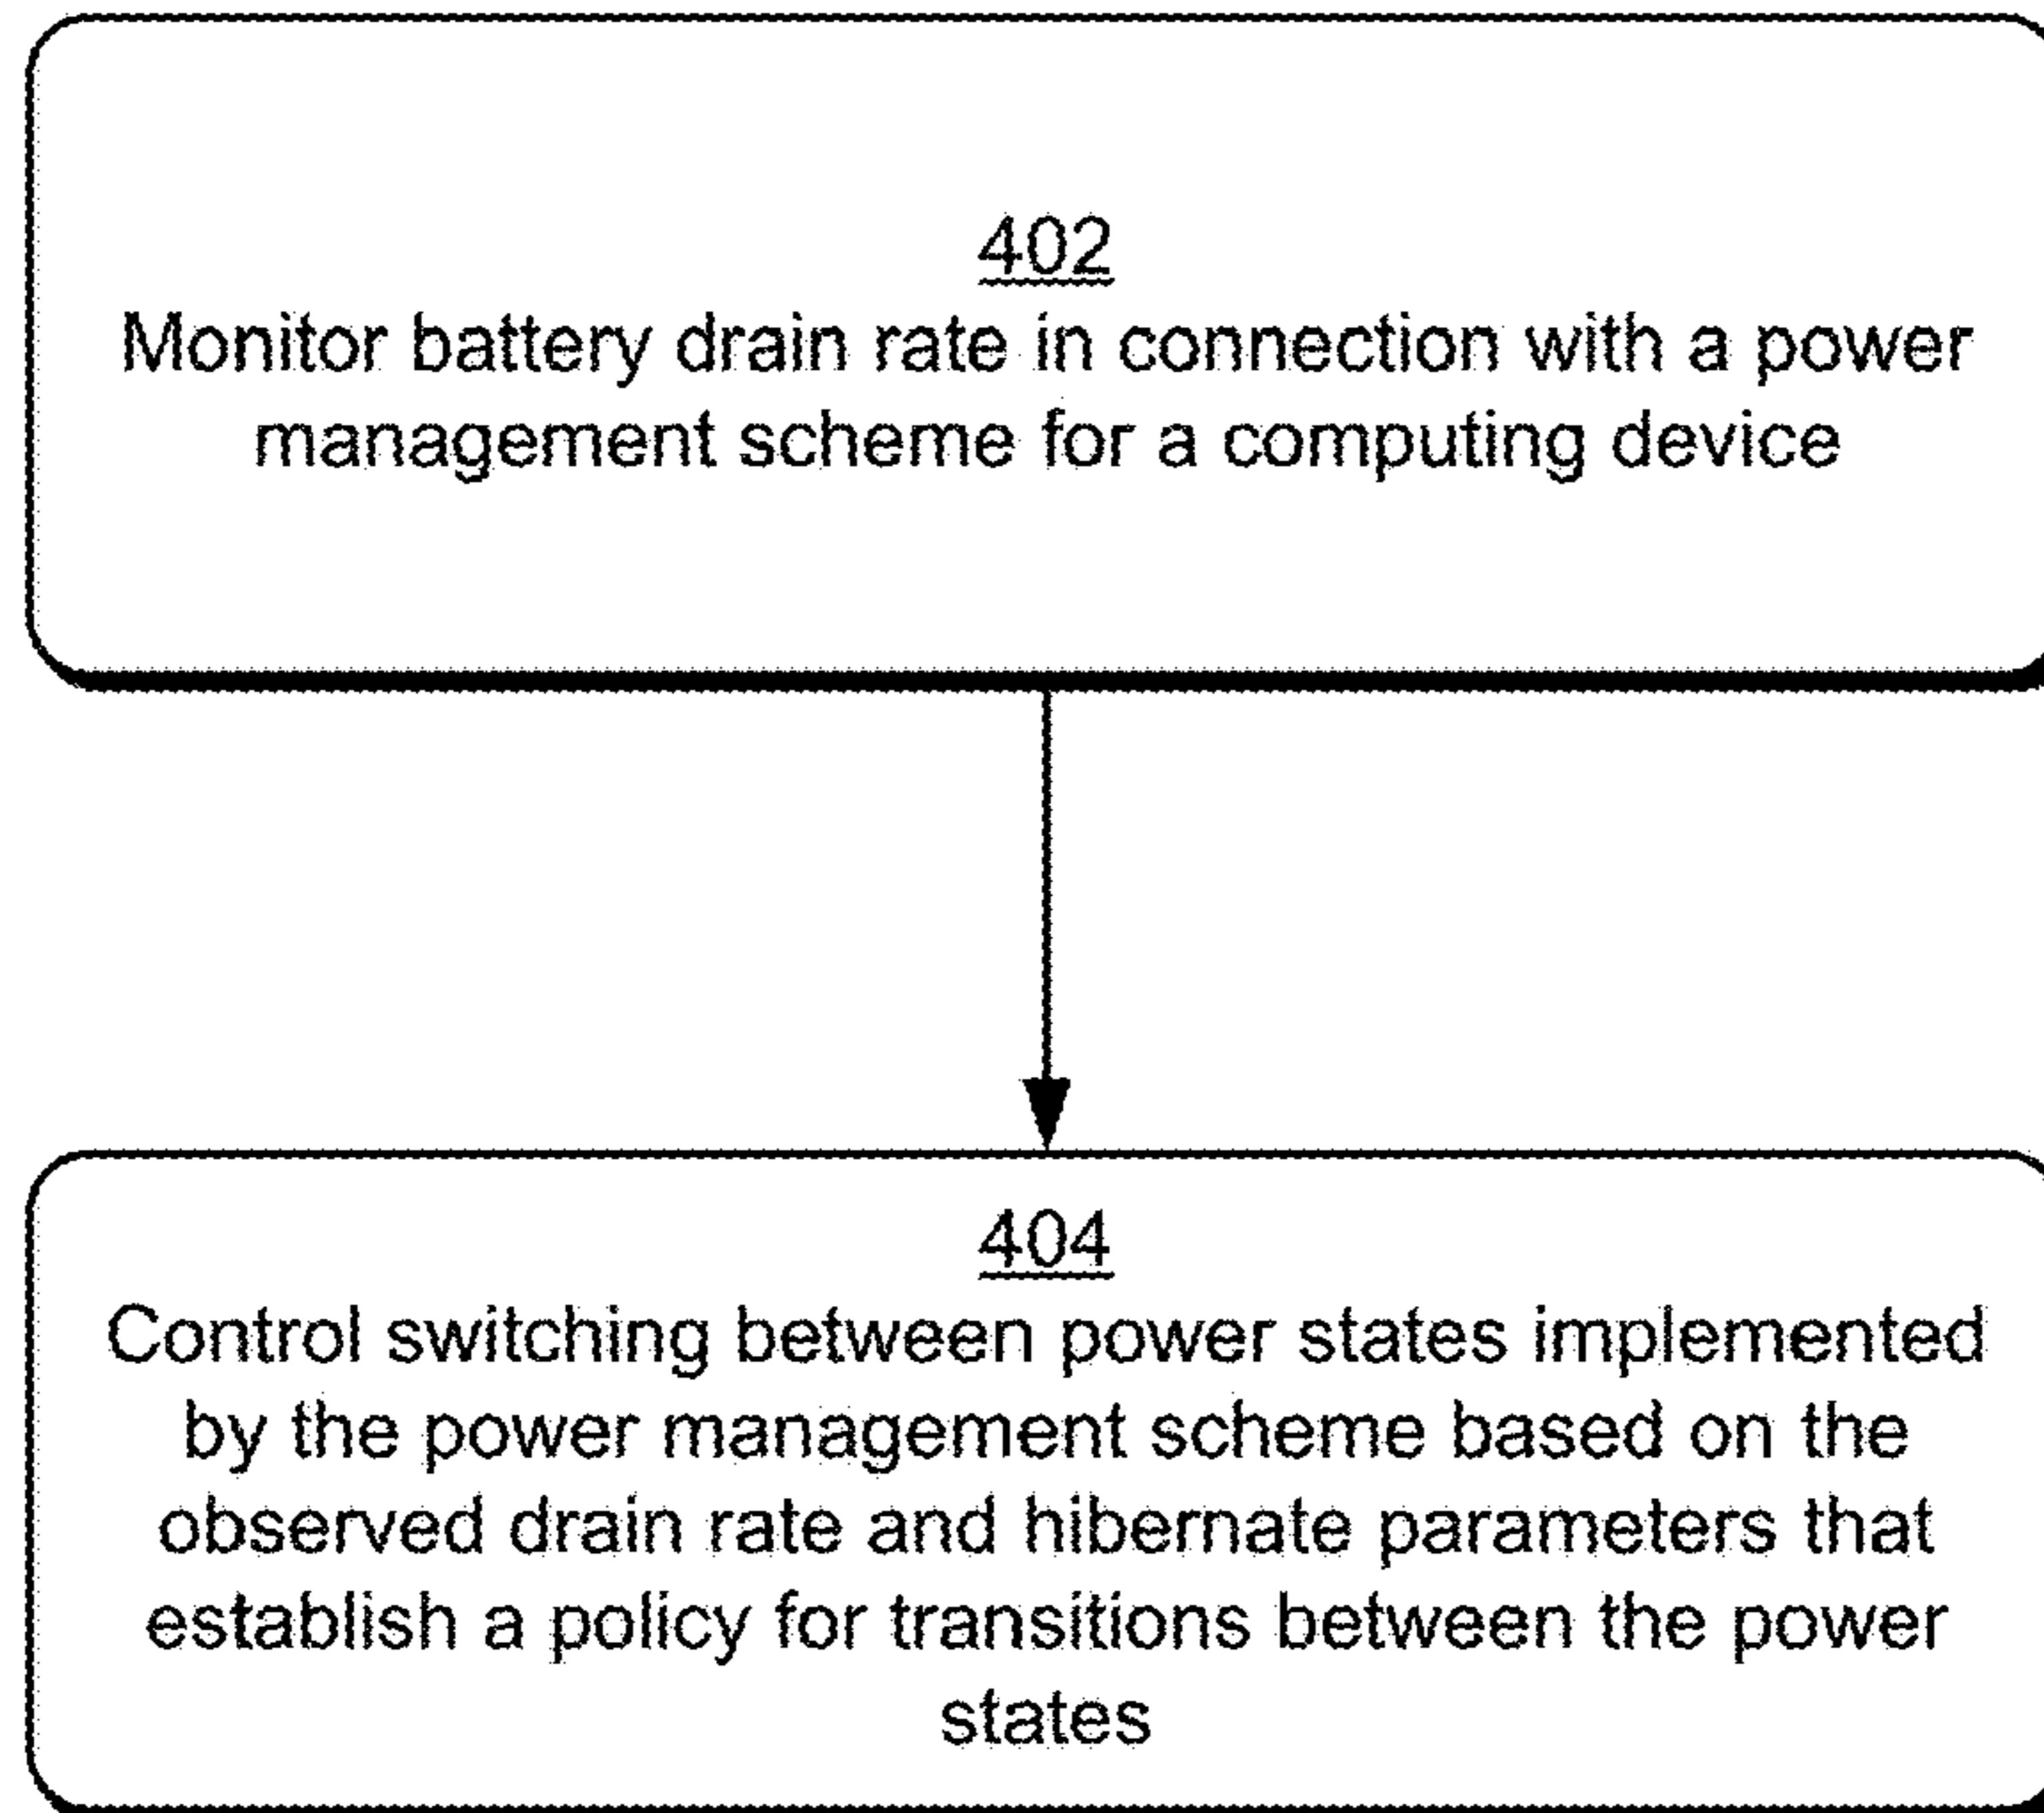 402
Monitor battery drain rate in connection with a power
management scheme for a computing device
404
Control switching between power states implemented
by the power management scheme based on the
observed drain rate and hibernate parameters that
establish a policy for transitions between the power
states